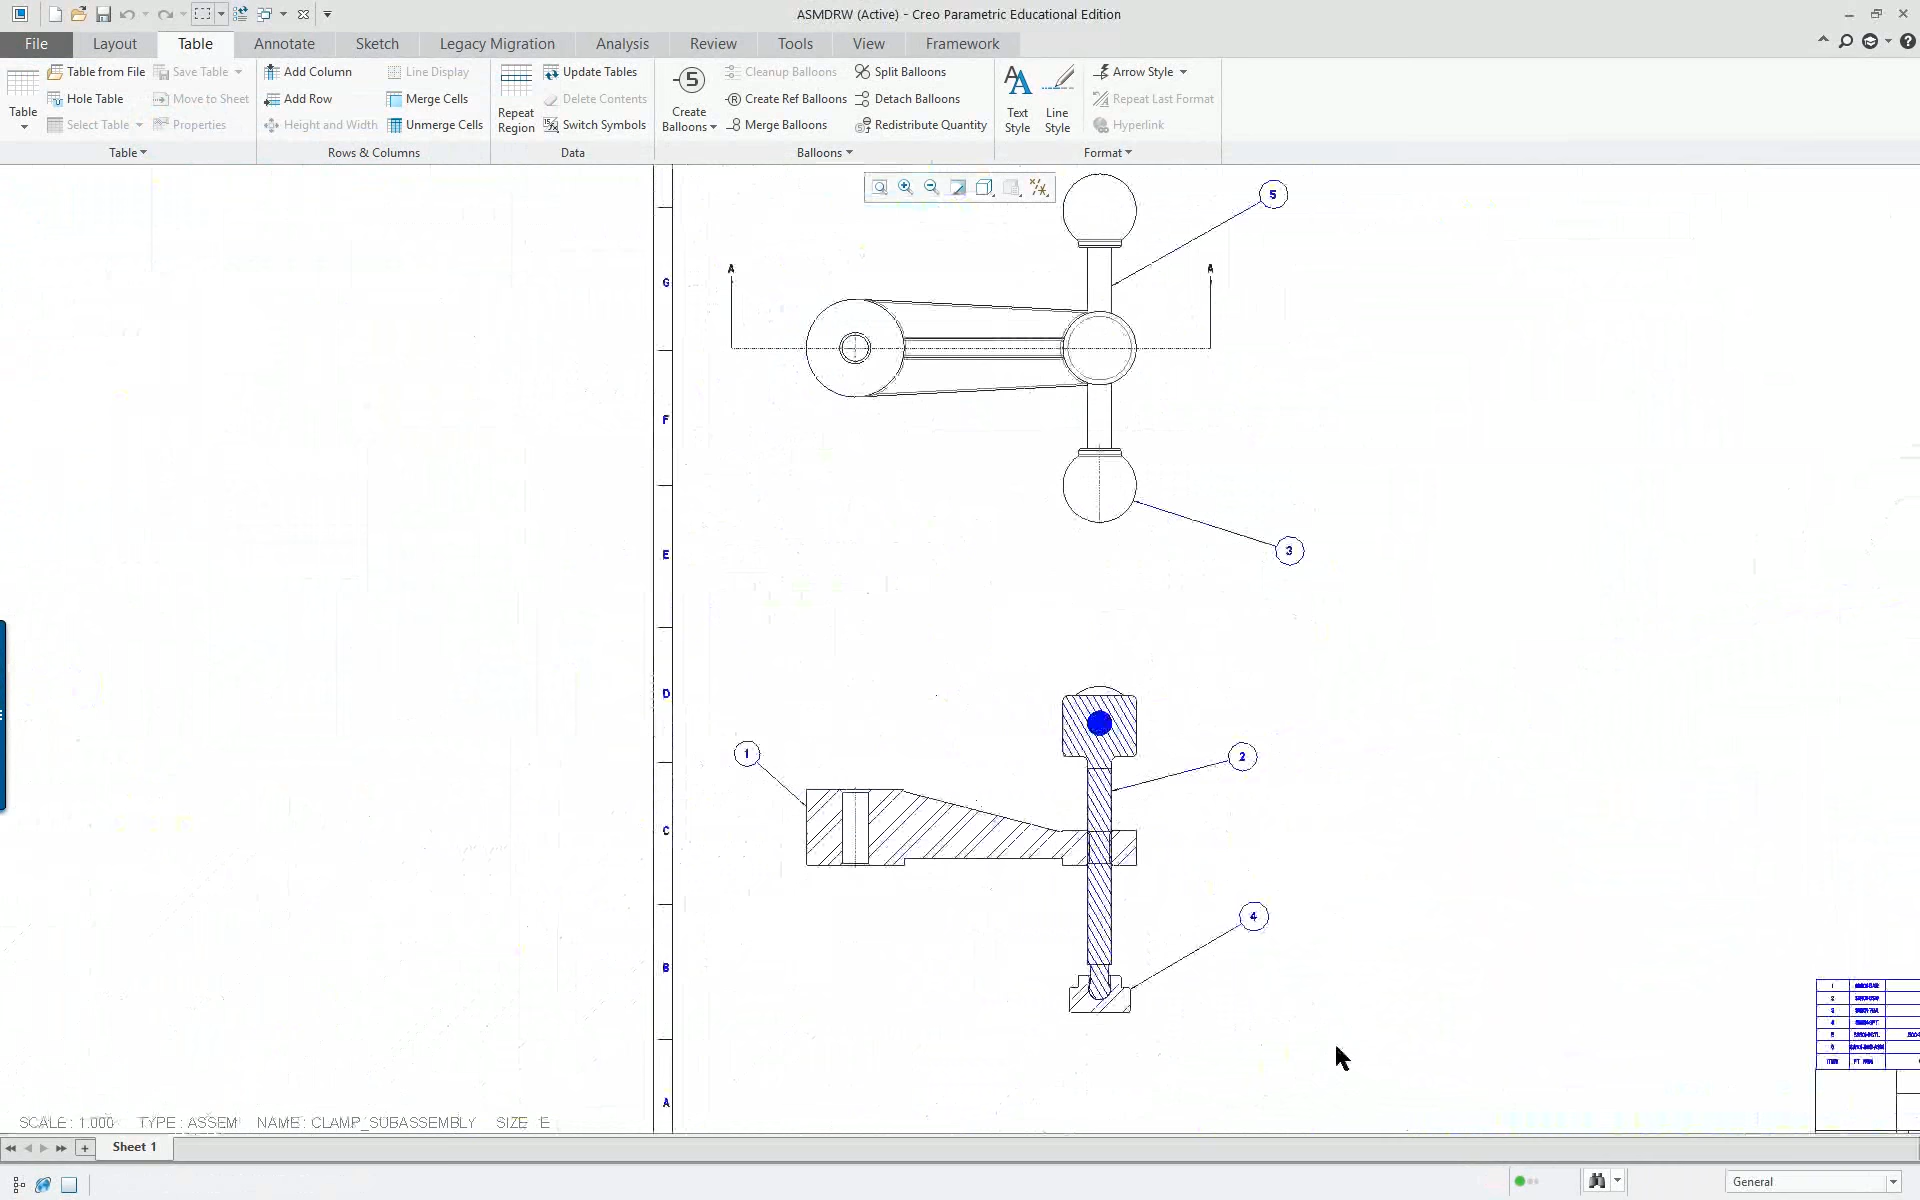 ASMDRW (Active) - Creo Parametric Educational Edition
File Layout Table Annotate Sketch Legacy Migration Analysis Review Tools View Framework
Table from File Save Table Add Column Line Display Update Tables Cleanup Balloons Split Balloons Arrow Style
Hole Table Move to Sheet Add Row Merge Cells Delete Contents Create Ref Balloons Detach Balloons Repeat Last Format
Table Select Table Properties Height and Width Unmerge Cells Repeat Region Switch Symbols Create Balloons Merge Balloons Redistribute Quantity Text Style Line Style Hyperlink
Table Rows & Columns Data Balloons Format
5
A A
G
F
E
3
D
1 2
C
4
B
1
2
3
4
ITEM
A
SCALE : 1.000 TYPE : ASSEM NAME : CLAMP_SUBASSEMBLY SIZE E
Sheet 1
General